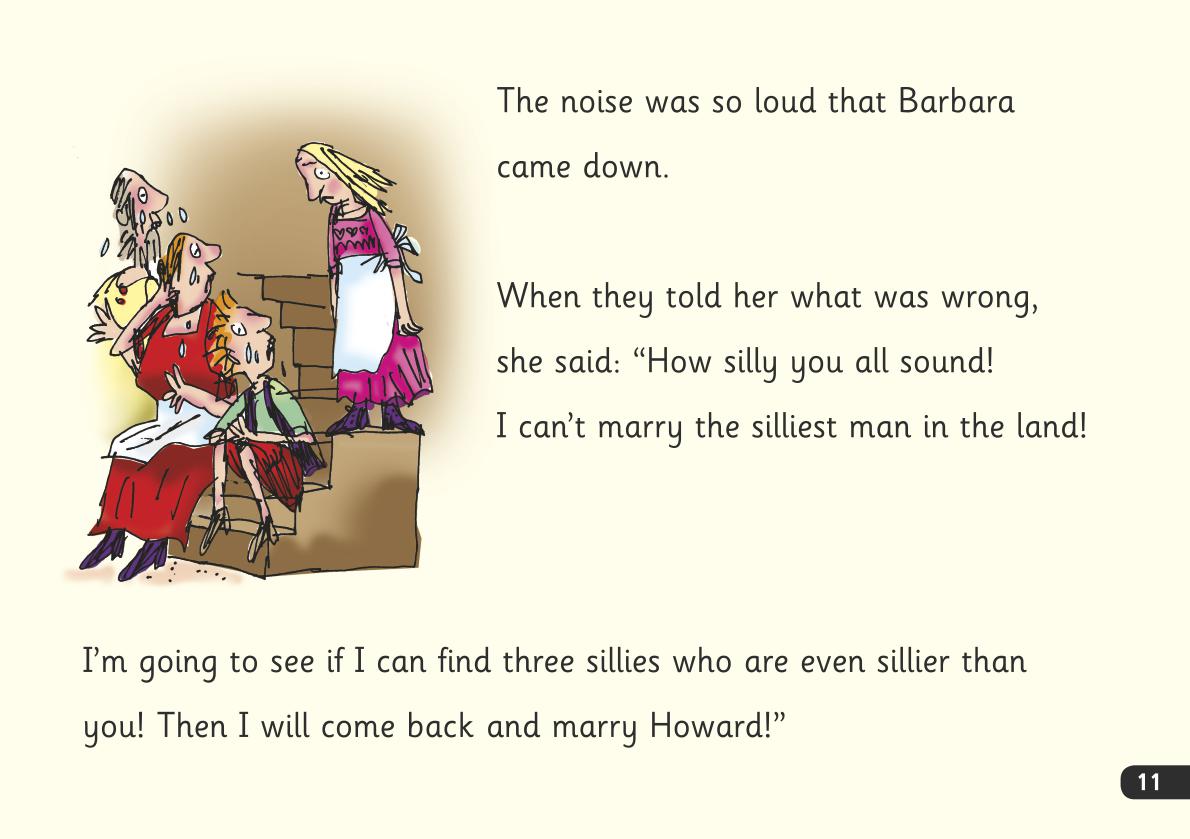 The noise was so loud that Barbara
came down.
When they told her what was wrong,
she said: “How silly you all sound!
I can’t marry the silliest man in the land!
I’m going to see if I can find three sillies who are even sillier than
you! Then I will come back and marry Howard!”
11